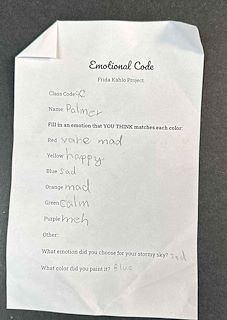 Emotional Code
Frida Kahlo Project
Class Code 4C
Name Palmer
Fill in an emotion that YOU THINK matches each color:
Red vare mad
Yellow happy
Blue sad
Orange mad
Green calm
Purple meh
Other:
What emotion did you choose for your stormy sky? sad
What color did you paint it? Blue